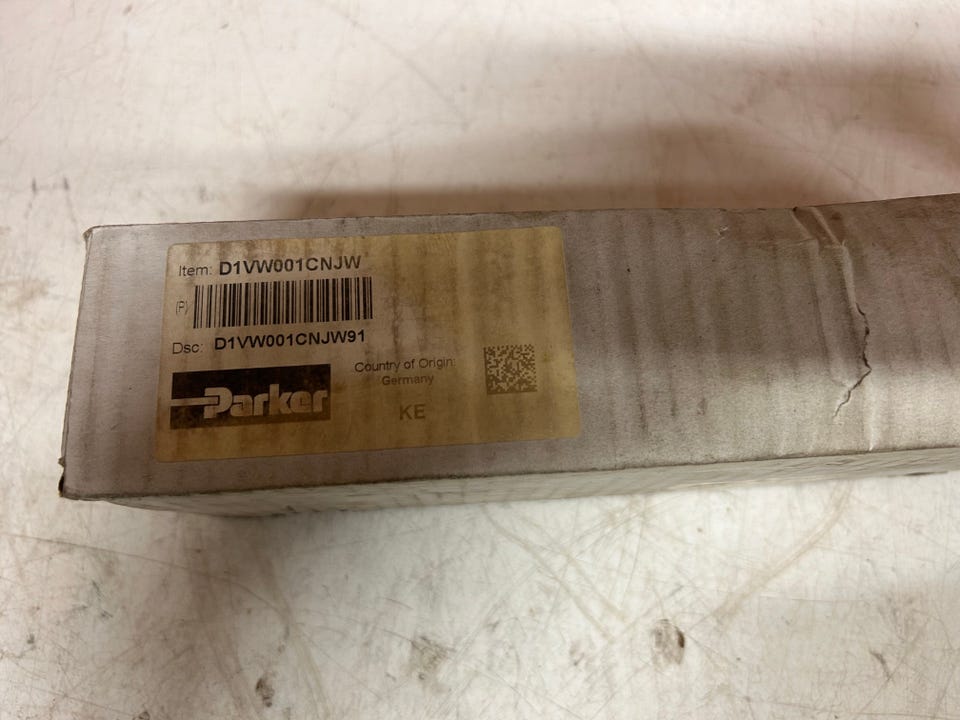 Item: D1VW001CNJW
(P)
Dsc: D1VW001CNJW91
Parker
Country of Origin:
Germany
KE